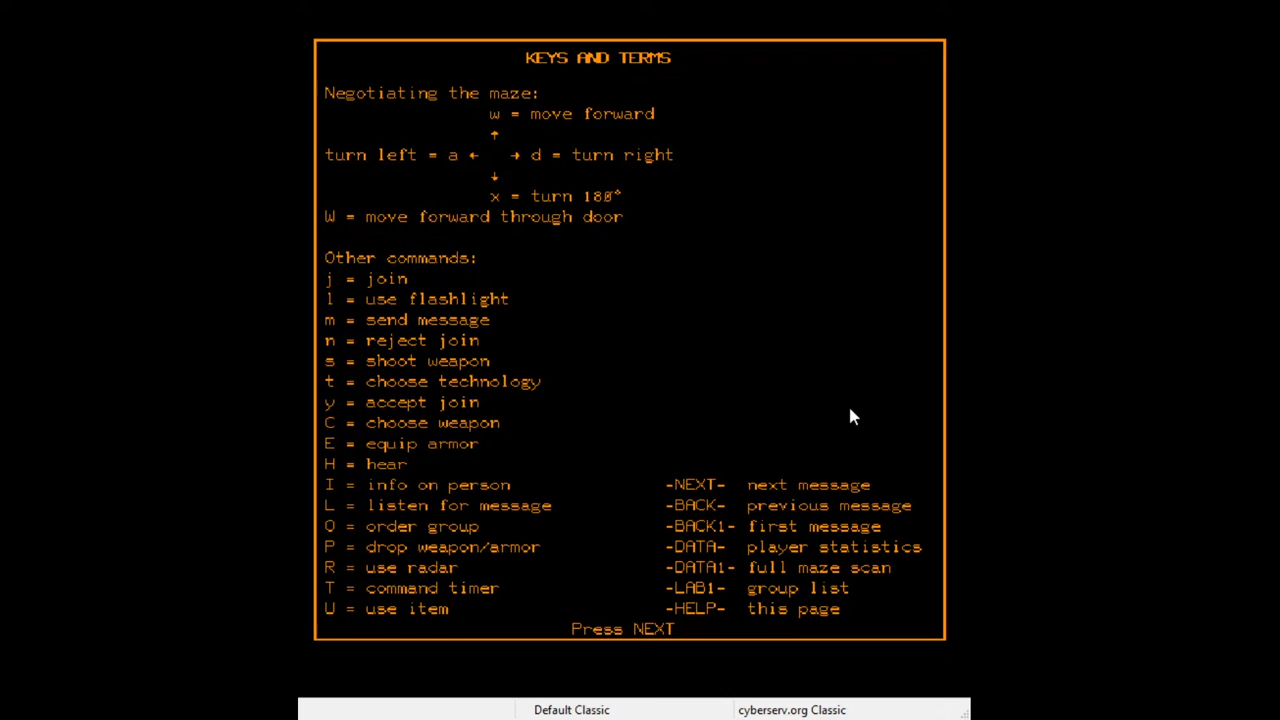 KEYS AND TERMS
Negotiating the maze:
w = move forward
↑
turn left = a ← → d = turn right
↓
x = turn 180°
W = move forward through door
Other commands:
j = join
l = use flashlight
m = send message
n = reject join
s = shoot weapon
t = choose technology
y = accept join
C = choose weapon
E = equip armor
H = hear
I = info on person -NEXT- next message
L = listen for message -BACK- previous message
O = order group -BACK1- first message
P = drop weapon/armor -DATA- player statistics
R = use radar -DATA1- full maze scan
T = command timer -LAB1- group list
U = use item -HELP- this page
Press NEXT
Default Classic cyberserv.org Classic